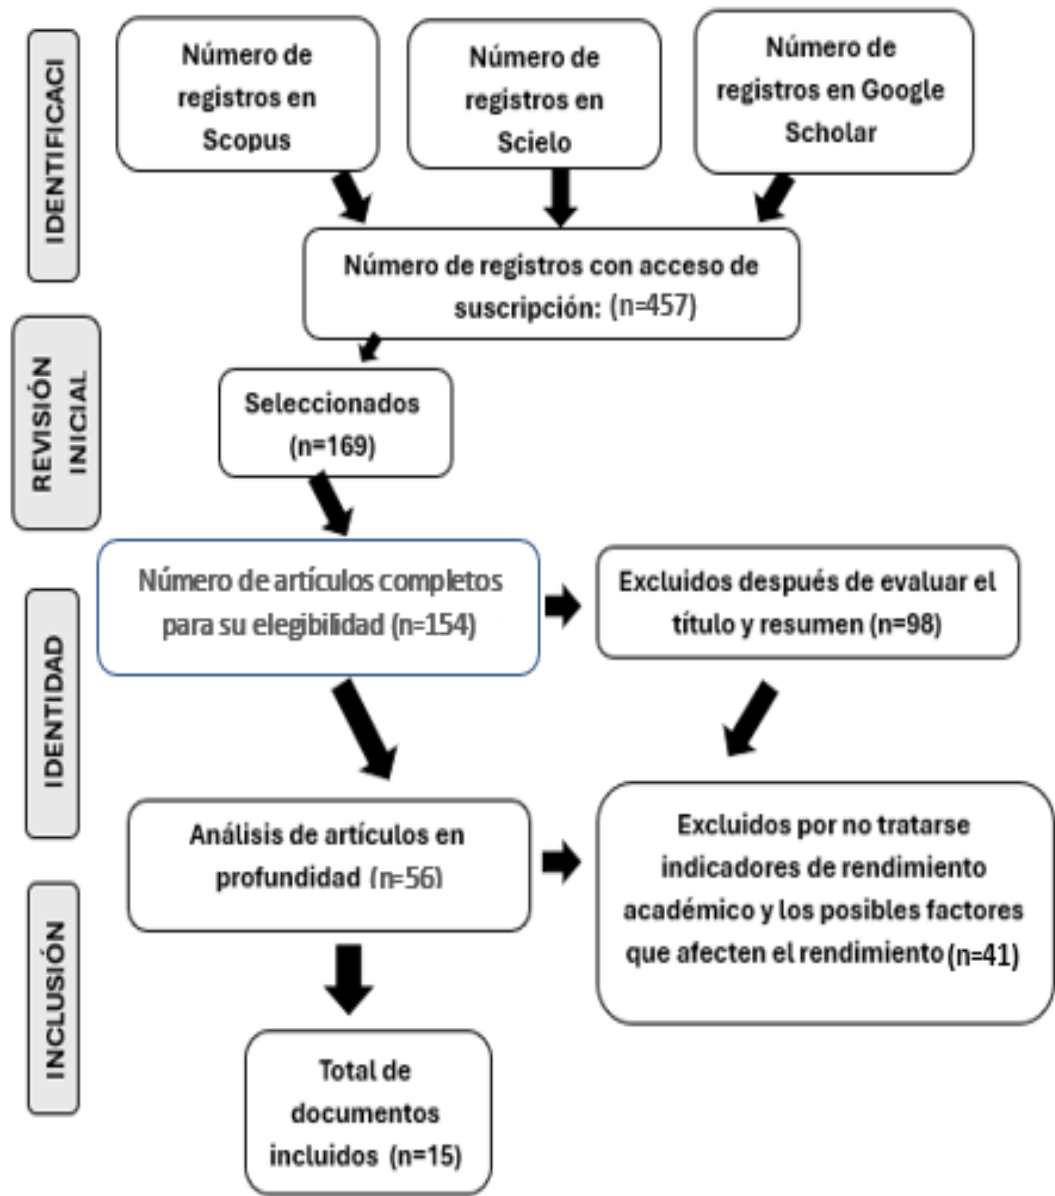 IDENTIFICACI
Número de
registros en
Scopus
Número de
registros en
Scielo
Número de
registros en Google
Scholar
Número de registros con acceso de
suscripción: (n=457)
REVISIÓN
INICIAL
Seleccionados
(n=169)
IDENTIDAD
Número de artículos completos
para su elegibilidad (n=154)
Excluidos después de evaluar el
título y resumen (n=98)
Análisis de artículos en
profundidad (n=56)
Excluidos por no tratarse
indicadores de rendimiento
académico y los posibles factores
que afecten el rendimiento (n=41)
INCLUSIÓN
Total de
documentos
incluidos (n=15)